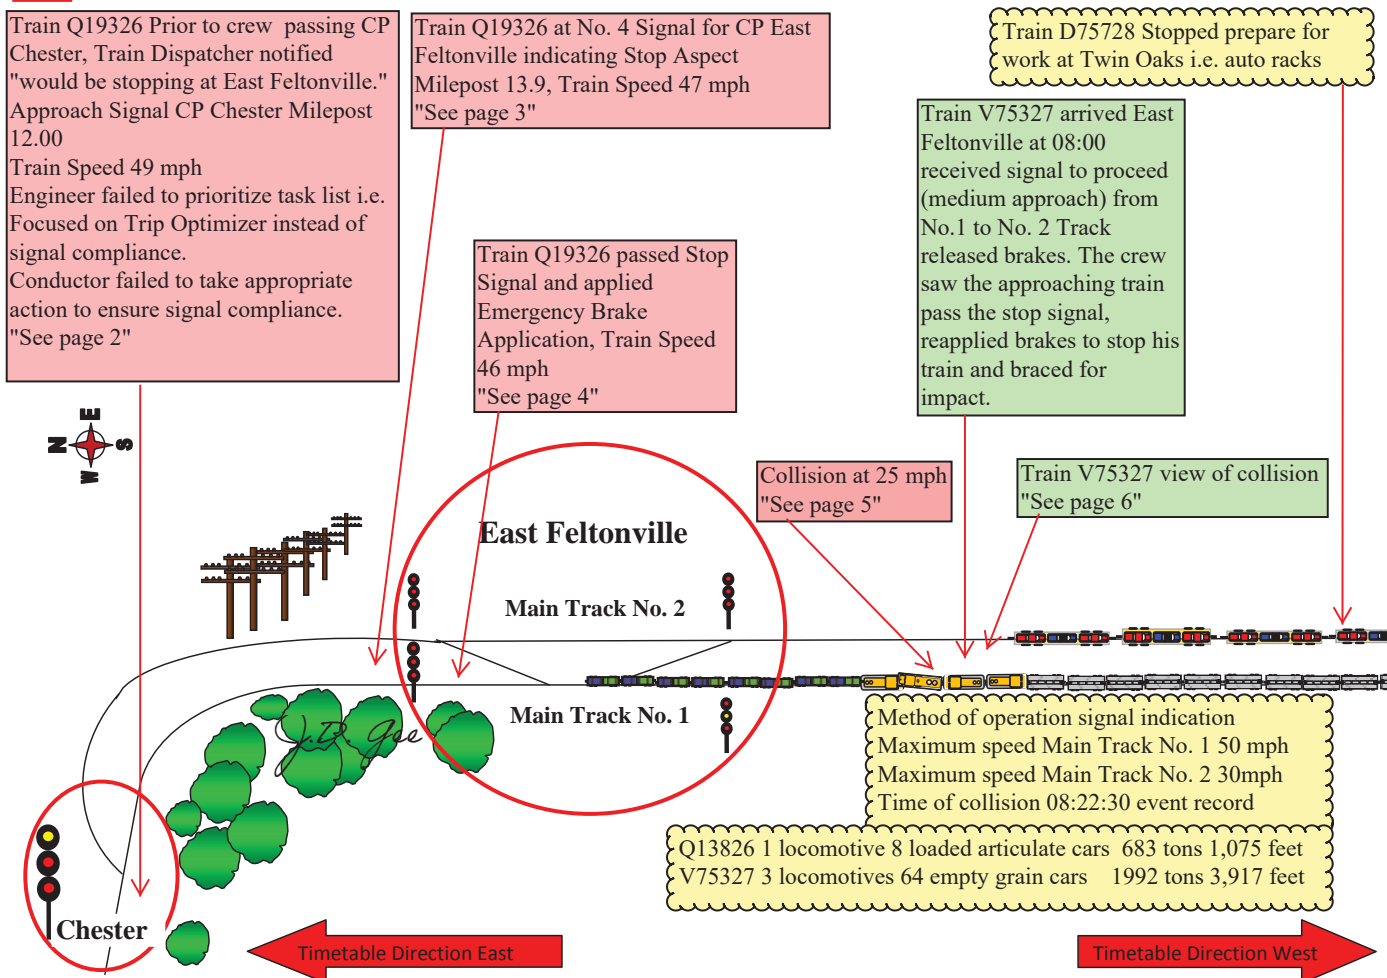 Train Q19326 Prior to crew passing CP
Chester, Train Dispatcher notified
"would be stopping at East Feltonville."
Approach Signal CP Chester Milepost
12.00
Train Speed 49 mph
Engineer failed to prioritize task list i.e.
Focused on Trip Optimizer instead of
signal compliance.
Conductor failed to take appropriate
action to ensure signal compliance.
"See page 2"
Train Q19326 at No. 4 Signal for CP East
Feltonville indicating Stop Aspect
Milepost 13.9, Train Speed 47 mph
"See page 3"
Train D75728 Stopped prepare for
work at Twin Oaks i.e. auto racks
Train V75327 arrived East
Feltonville at 08:00
received signal to proceed
(medium approach) from
No.1 to No. 2 Track
released brakes. The crew
saw the approaching train
pass the stop signal,
reapplied brakes to stop his
train and braced for
impact.
Train Q19326 passed Stop
Signal and applied
Emergency Brake
Application, Train Speed
46 mph
"See page 4"
N E S W
Collision at 25 mph
"See page 5"
Train V75327 view of collision
"See page 6"
East Feltonville
Main Track No. 2
Main Track No. 1
J.D. Gee
Method of operation signal indication
Maximum speed Main Track No. 1 50 mph
Maximum speed Main Track No. 2 30mph
Time of collision 08:22:30 event record
Q13826 1 locomotive 8 loaded articulate cars 683 tons 1,075 feet
V75327 3 locomotives 64 empty grain cars 1992 tons 3,917 feet
Chester
Timetable Direction East
Timetable Direction West